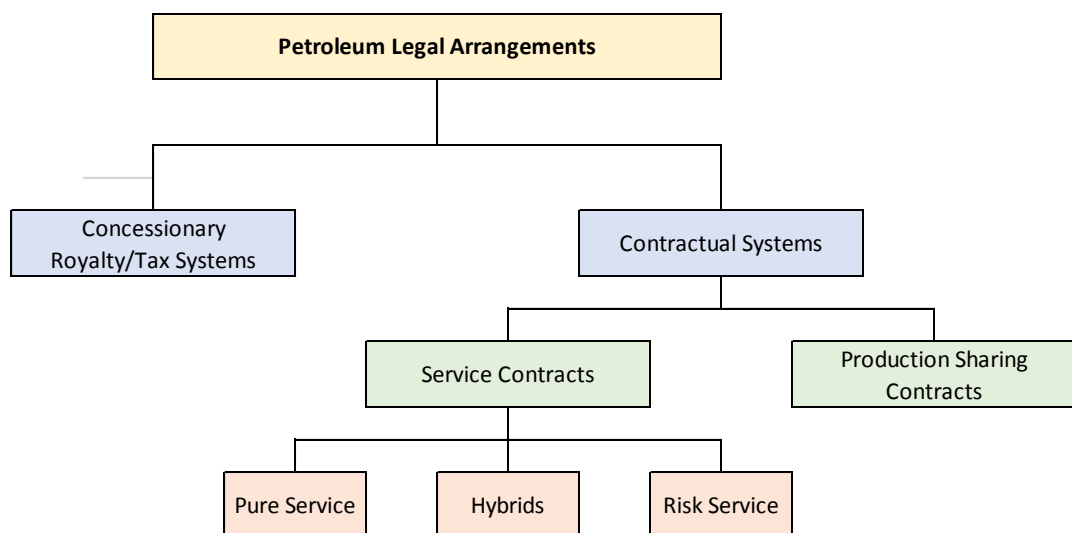 Petroleum Legal Arrangements
Concessionary
Royalty/Tax Systems
Contractual Systems
Service Contracts
Production Sharing
Contracts
Pure Service
Hybrids
Risk Service